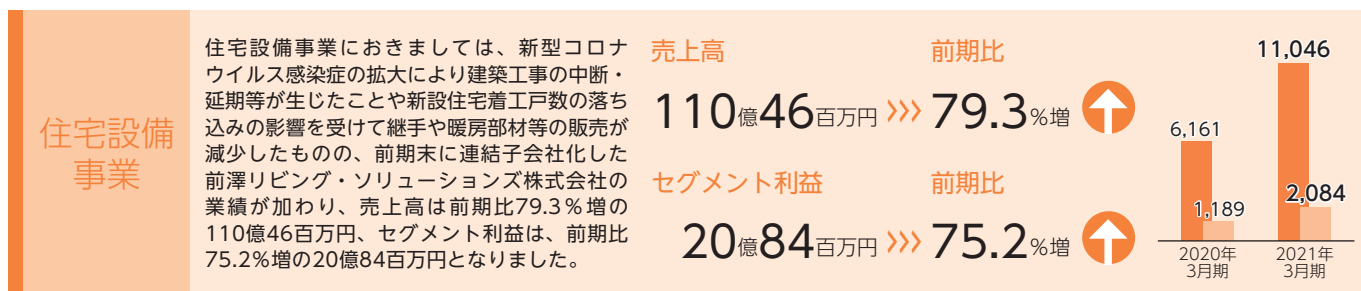 住宅設備
事業
住宅設備事業におきましては、新型コロナ
ウイルス感染症の拡大により建築工事の中断・
延期等が生じたことや新設住宅着工戸数の落ち
込みの影響を受けて継手や暖房部材等の販売が
減少したものの、前期末に連結子会社化した
前澤リビング・ソリューションズ株式会社の
業績が加わり、売上高は前期比79.3%増の
110億46百万円、セグメント利益は、前期比
75.2%増の20億84百万円となりました。
売上高 前期比
110億46百万円 >>> 79.3%増
セグメント利益 前期比
20億84百万円 >>> 75.2%増
11,046
6,161
2,084
1,189
2020年 2021年
3月期 3月期